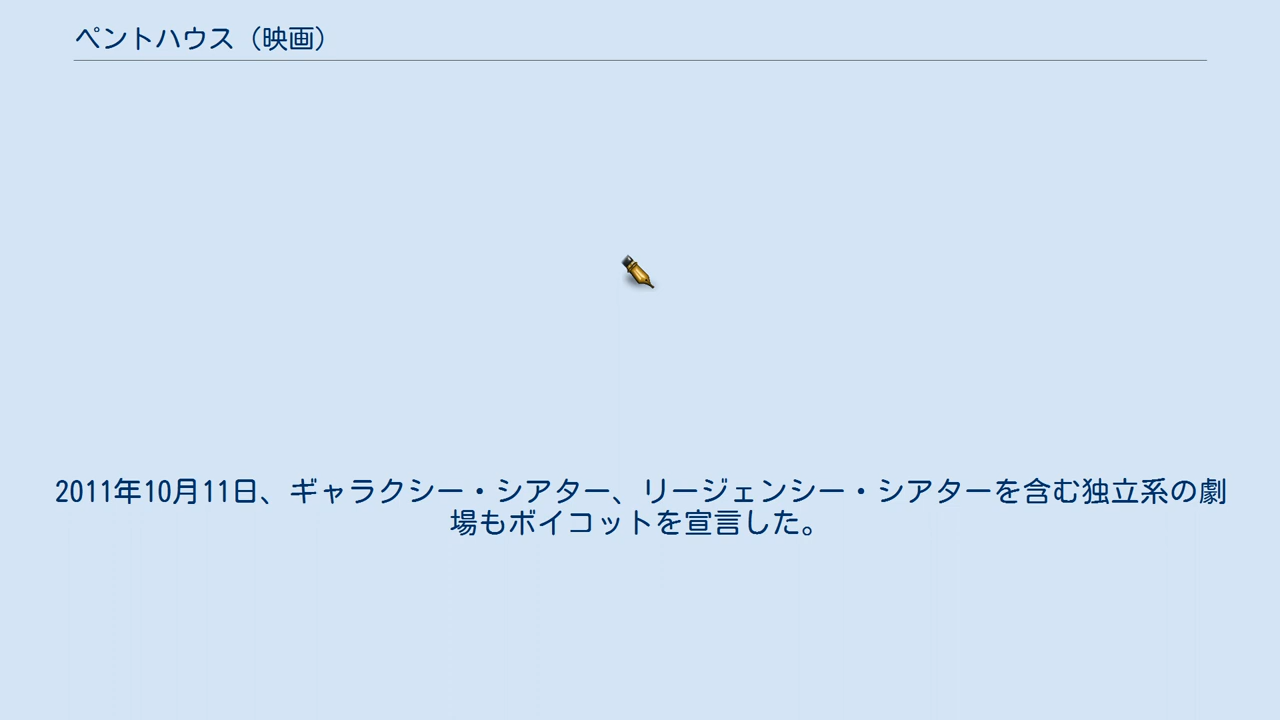 ペントハウス（映画）
2011年10月11日、ギャラクシー・シアター、リージェンシー・シアターを含む独立系の劇
場もボイコットを宣言した。